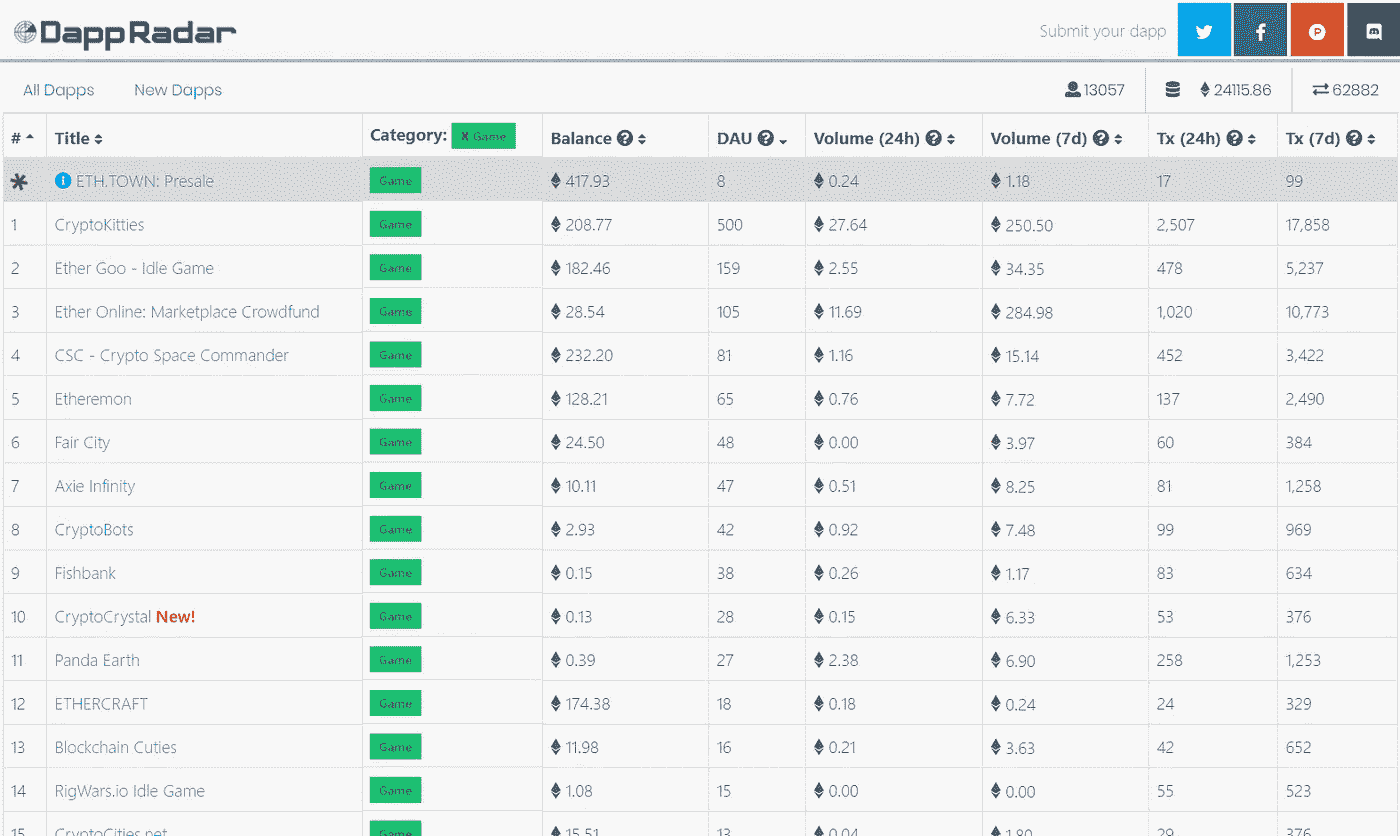 DappRadar
Submit your dapp
All Dapps New Dapps 13057 24115.86 62882
# Title Category: X Game Balance DAU Volume (24h) Volume (7d) Tx (24h) Tx (7d)
* ETH.TOWN: Presale Game 417.93 8 0.24 1.18 17 99
1 CryptoKitties Game 208.77 500 27.64 250.50 2,507 17,858
2 Ether Goo - Idle Game Game 182.46 159 2.55 34.35 478 5,237
3 Ether Online: Marketplace Crowdfund Game 28.54 105 11.69 284.98 1,020 10,773
4 CSC - Crypto Space Commander Game 232.20 81 1.16 15.14 452 3,422
5 Etheremon Game 128.21 65 0.76 7.72 137 2,490
6 Fair City Game 24.50 48 0.00 3.97 60 384
7 Axie Infinity Game 10.11 47 0.51 8.25 81 1,258
8 CryptoBots Game 2.93 42 0.92 7.48 99 969
9 Fishbank Game 0.15 38 0.26 1.17 83 634
10 CryptoCrystal New! Game 0.13 28 0.15 6.33 53 376
11 Panda Earth Game 0.39 27 2.38 6.90 258 1,253
12 ETHERCRAFT Game 174.38 18 0.18 0.24 24 329
13 Blockchain Cuties Game 11.98 16 0.21 3.63 42 652
14 RigWars.io Idle Game Game 1.08 15 0.00 0.00 55 523
15 CryptoCities.net Game 15.51 13 0.04 1.80 29 376